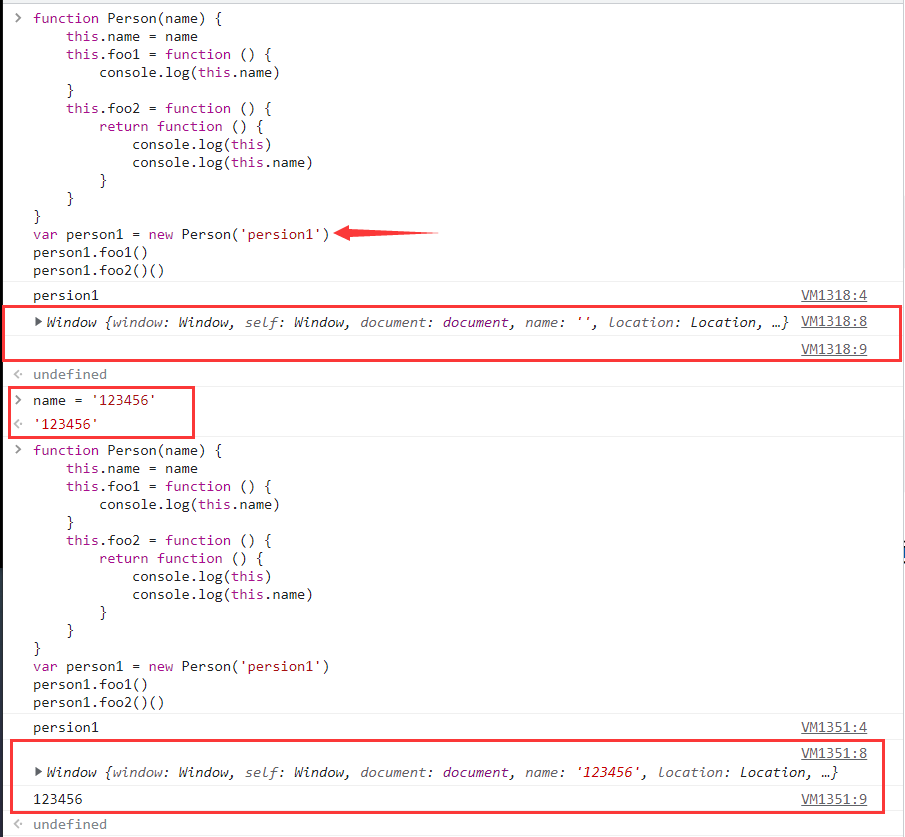 function Person(name) {
    this.name = name
    this.foo1 = function () {
        console.log(this.name)
    }
    this.foo2 = function () {
        return function () {
            console.log(this)
            console.log(this.name)
        }
    }
}
var person1 = new Person('persion1')
person1.foo1()
person1.foo2()()
persion1 VM1318:4
Window {window: Window, self: Window, document: document, name: '', location: Location, …} VM1318:8
VM1318:9
undefined
name = '123456'
'123456'
function Person(name) {
    this.name = name
    this.foo1 = function () {
        console.log(this.name)
    }
    this.foo2 = function () {
        return function () {
            console.log(this)
            console.log(this.name)
        }
    }
}
var person1 = new Person('persion1')
person1.foo1()
person1.foo2()()
persion1 VM1351:4
VM1351:8
Window {window: Window, self: Window, document: document, name: '123456', location: Location, …}
123456 VM1351:9
undefined